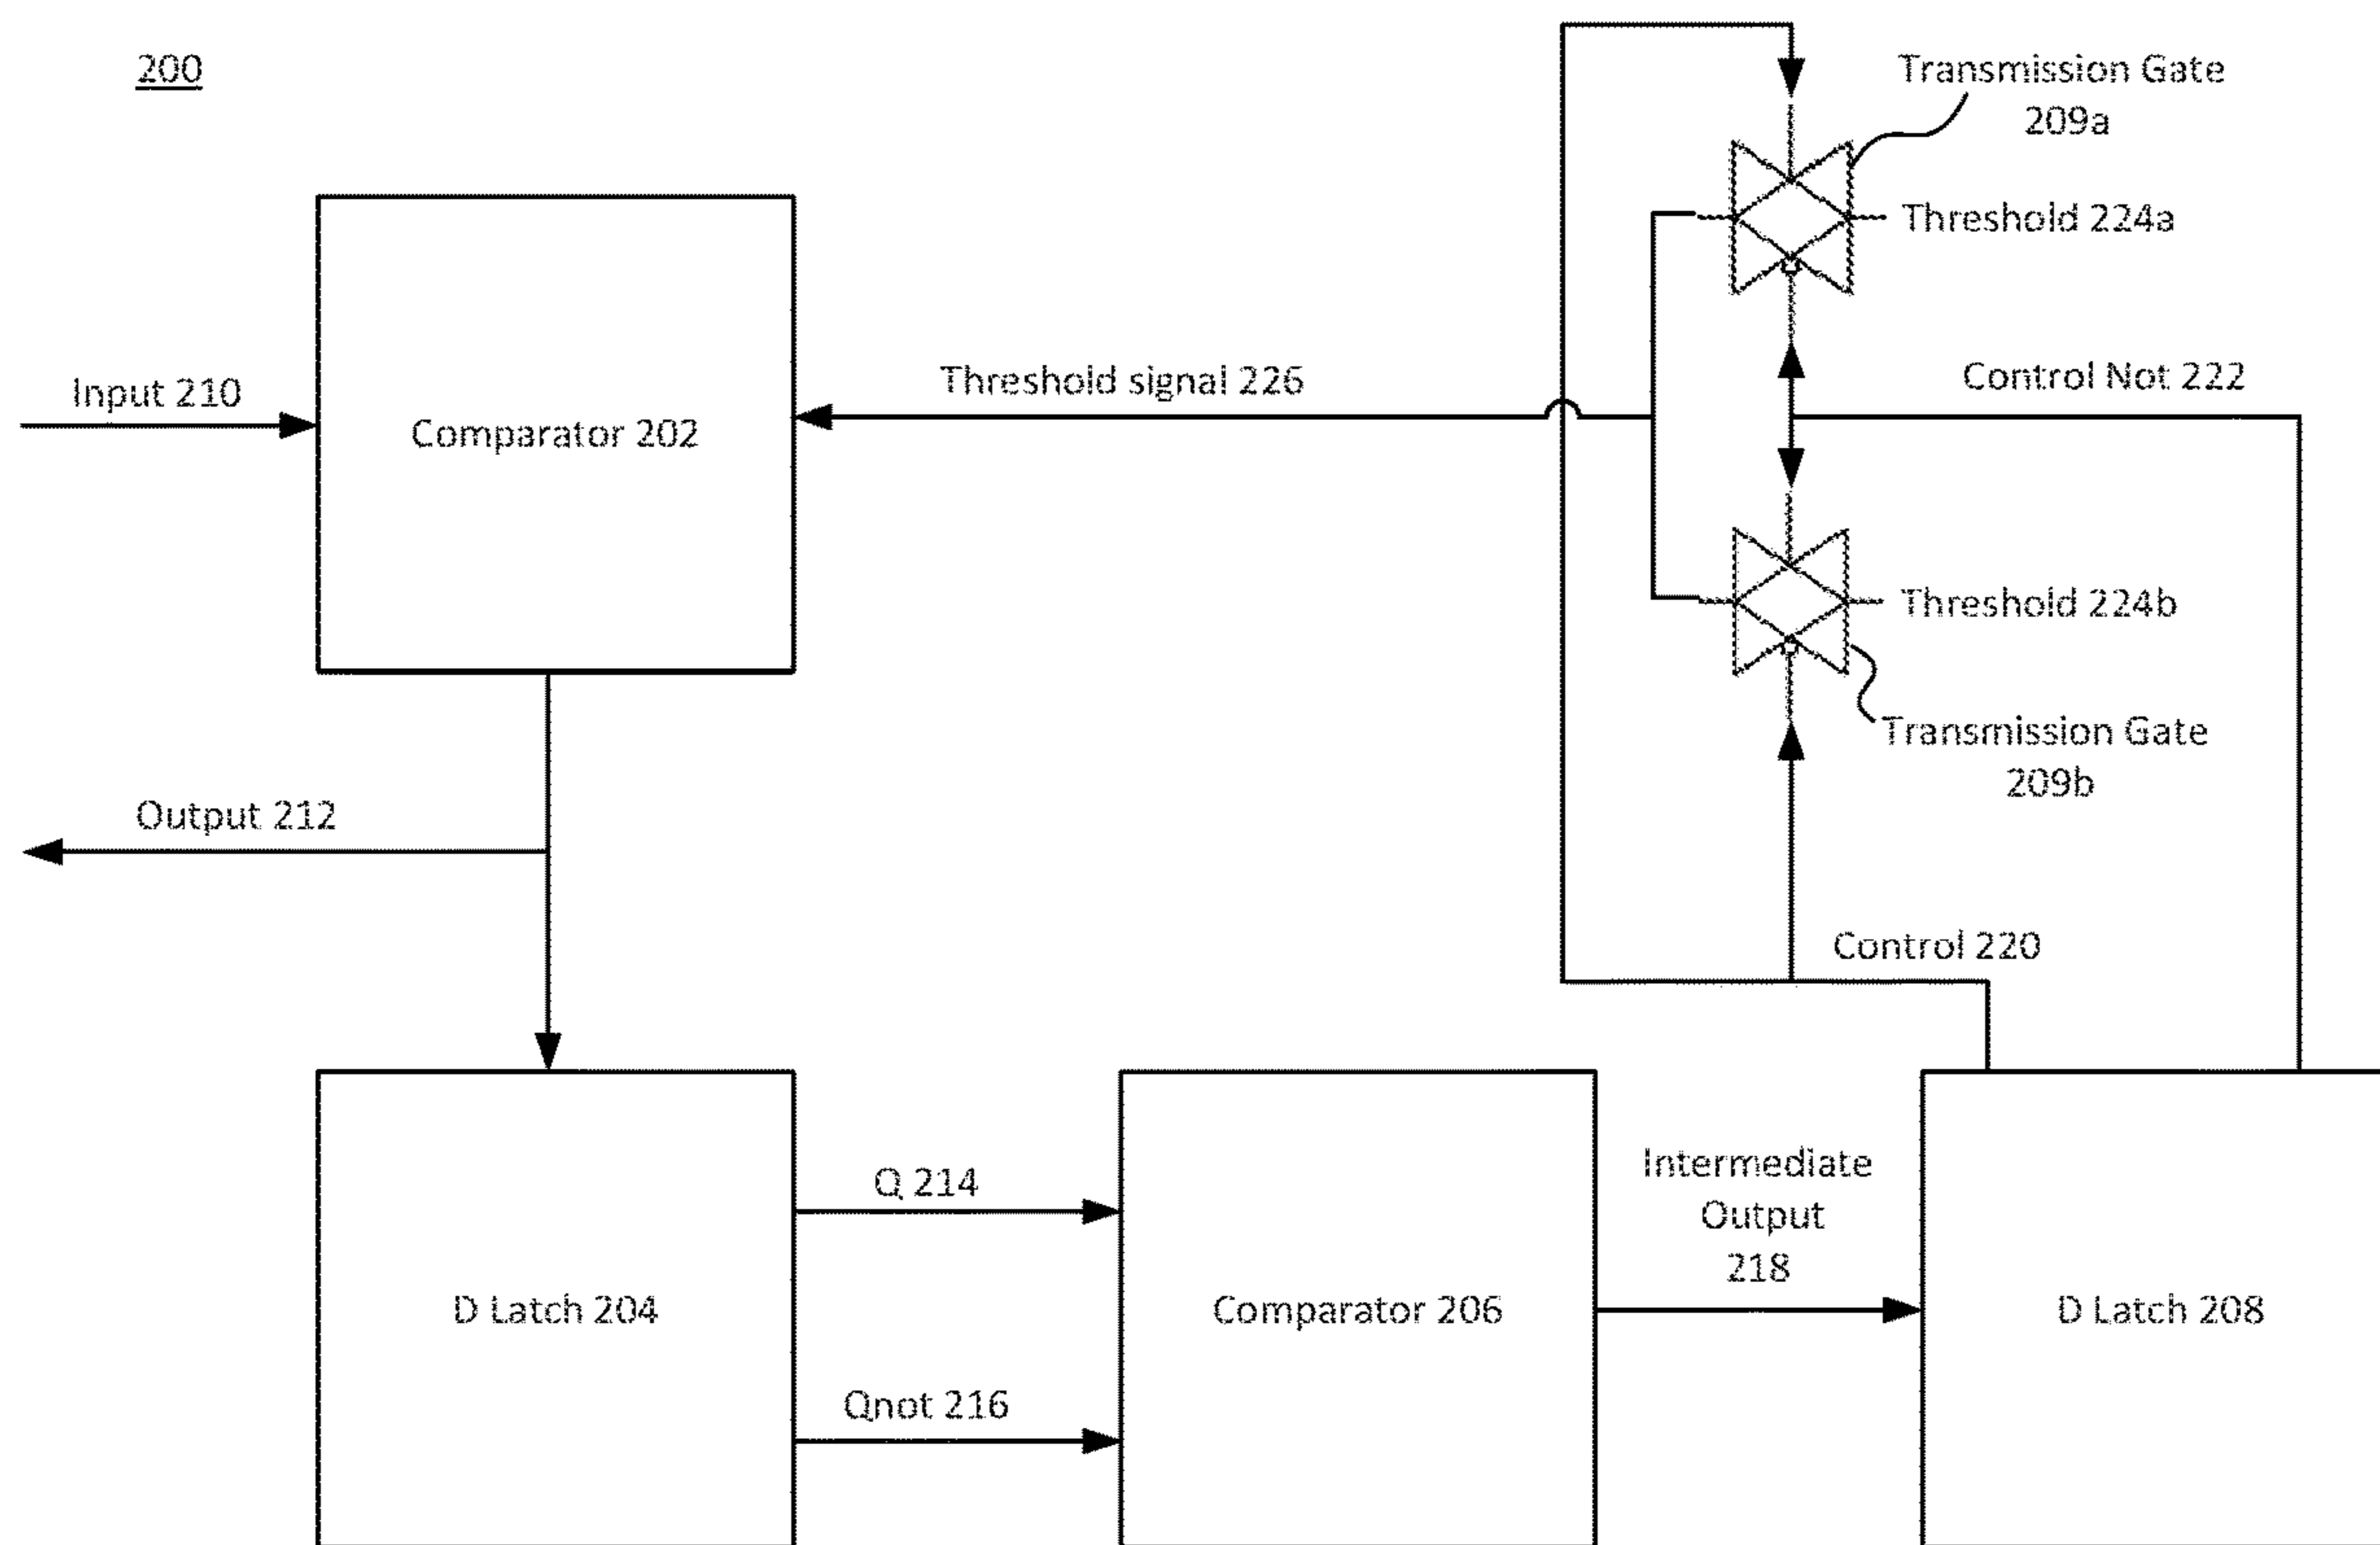 200
Transmission Gate
209a
Threshold 224a
Control Not 222
Threshold signal 226
Input 210
Comparator 202
Threshold 224b
Transmission Gate
209b
Output 212
Control 220
Q 214
Intermediate
Output
218
D Latch 204
Comparator 206
D Latch 208
Qnot 216